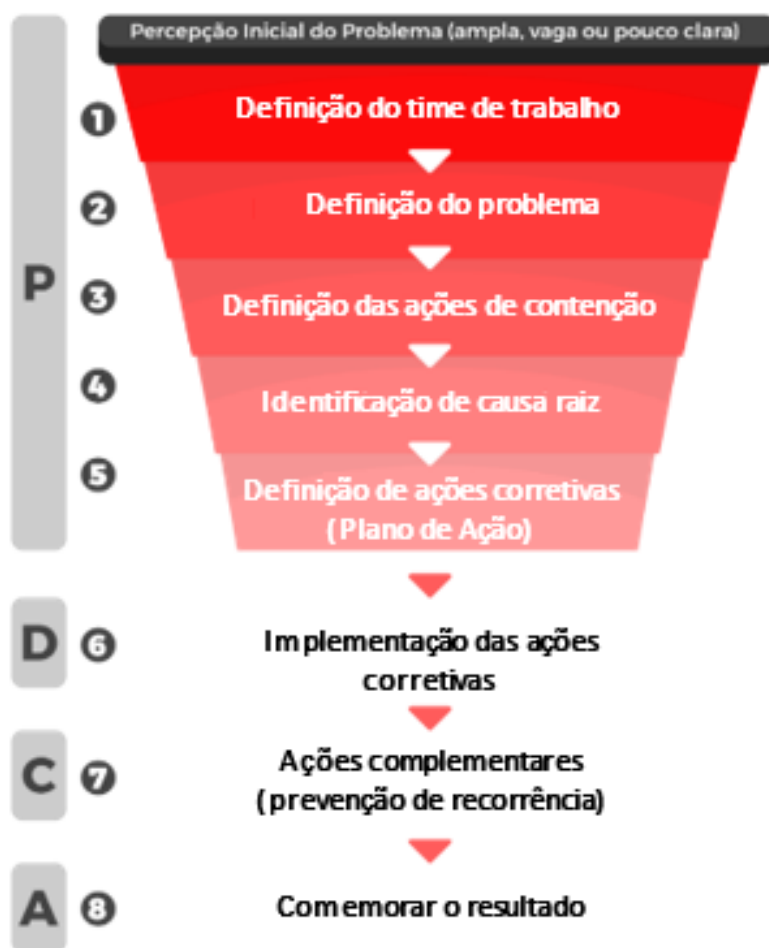 Percepção Inicial do Problema (ampla, vaga ou pouco clara)
1 Definição do time de trabalho
2 Definição do problema
P
3 Definição das ações de contenção
4 Identificação de causa raiz
5 Definição de ações corretivas
(Plano de Ação)
D 6 Implementação das ações
corretivas
C 7 Ações complementares
(prevenção de recorrência)
A 8 Comemorar o resultado